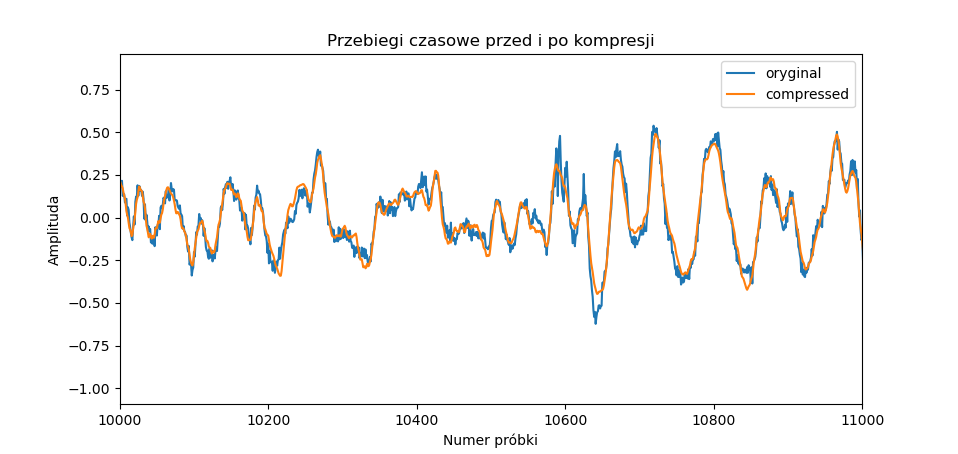 Przebiegi czasowe przed i po kompresji
oryginal
compressed
0.75
0.50
0.25
0.00
−0.25
−0.50
−0.75
−1.00
Amplituda
10000
10200
10400
10600
10800
11000
Numer próbki